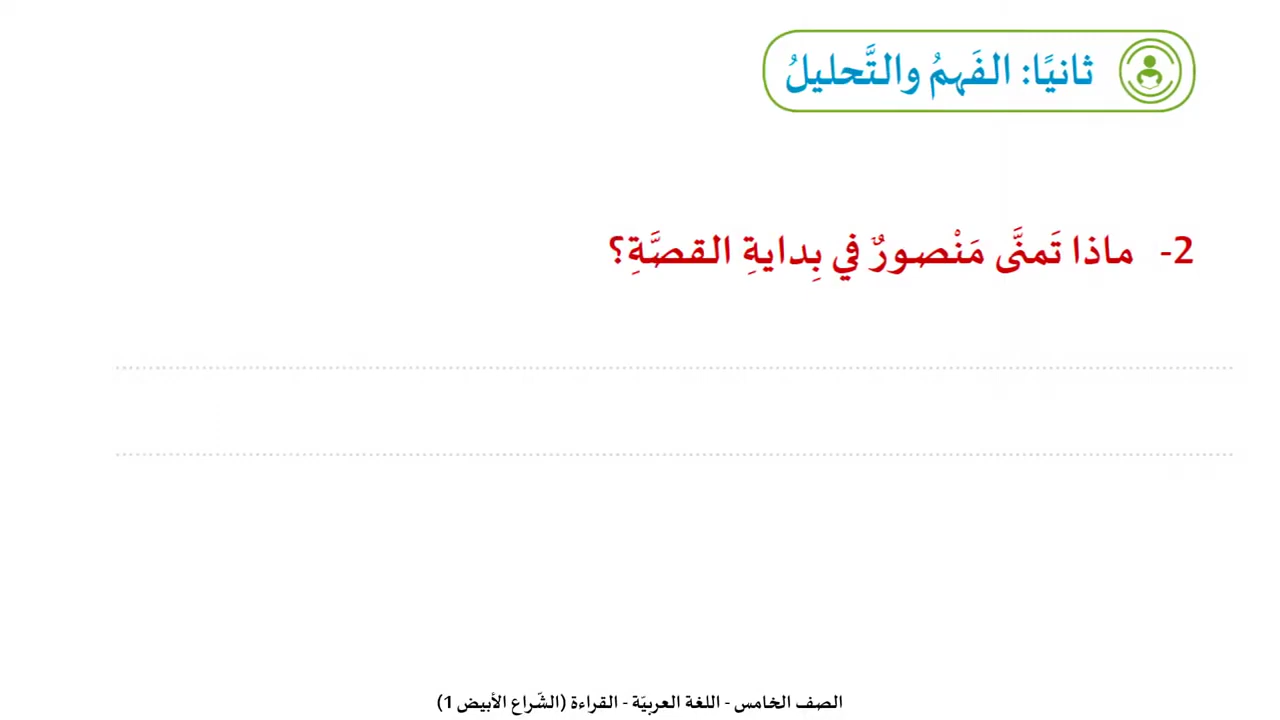 ثانيًا: الفَهمُ والتَّحليلُ
2- ماذا تَمنَّى مَنْصورٌ في بِدايةِ القصَّةِ؟
الصف الخامس - اللغة العربيّة - القراءة (الشّراع الأبيض 1)